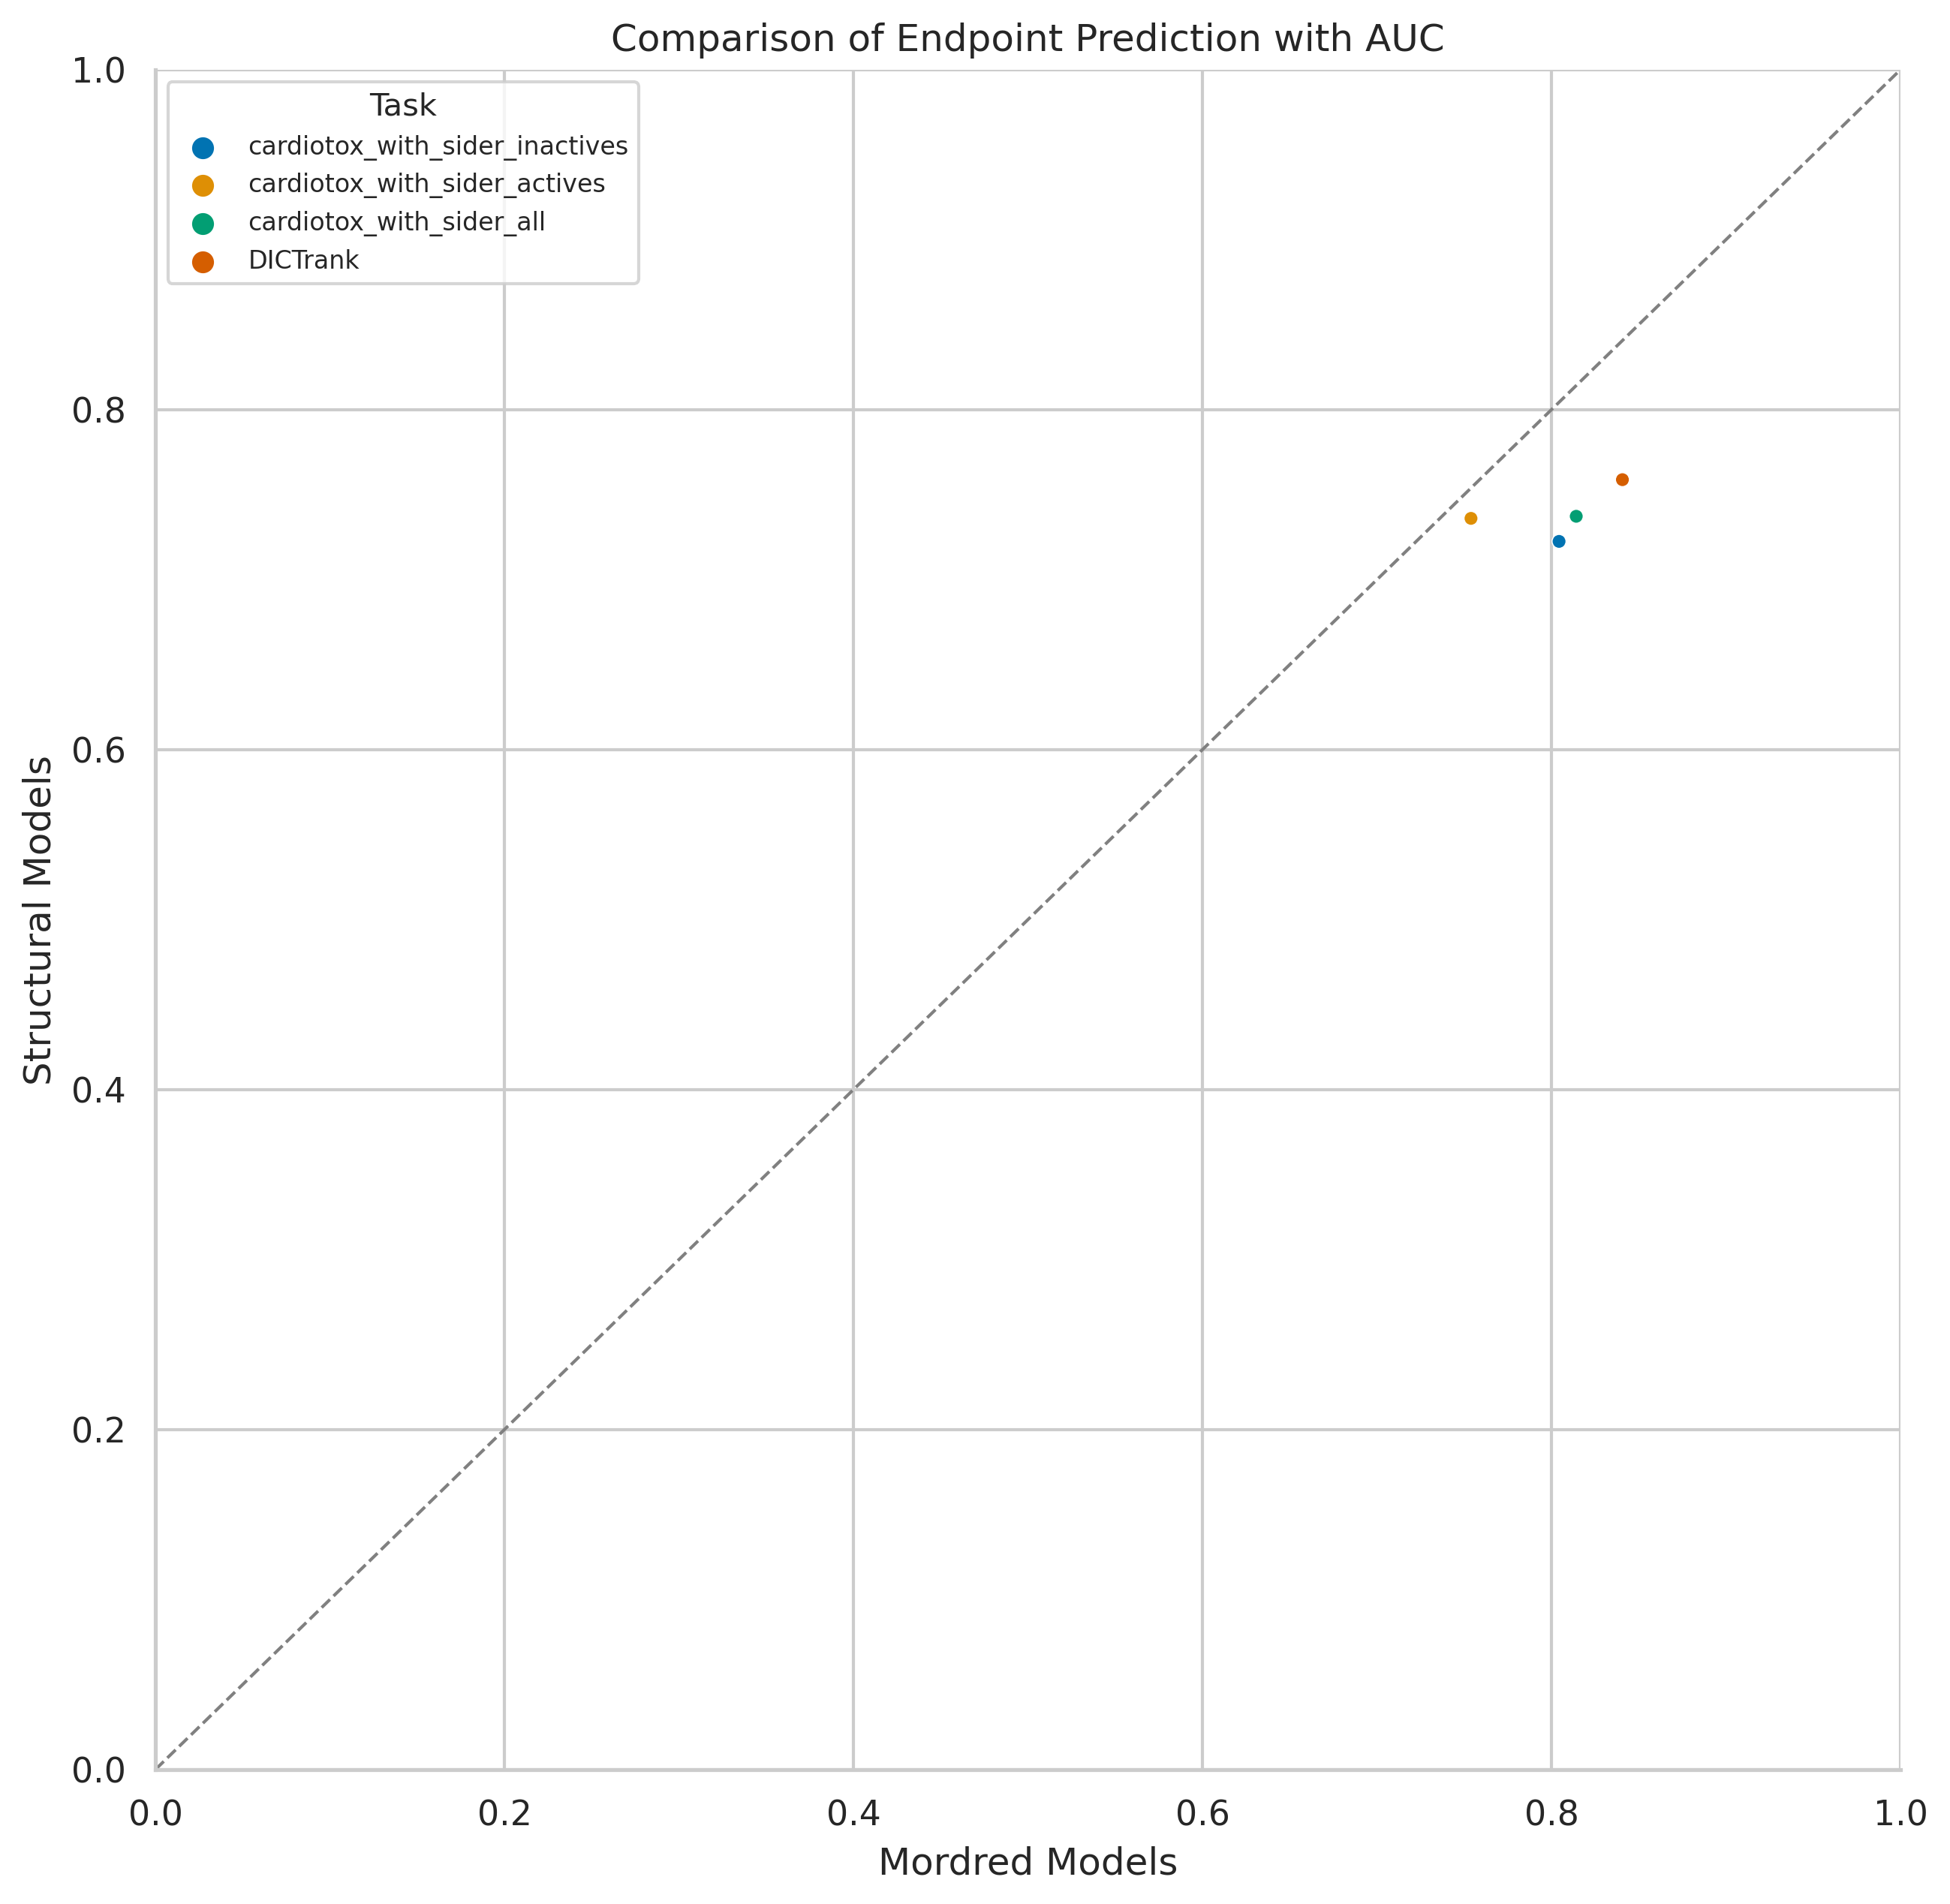 Comparison of Endpoint Prediction with AUC
1.0
0.8
0.6
0.4
0.2
0.0
Structural Models
Task
cardiotox_with_sider_inactives
cardiotox_with_sider_actives
cardiotox_with_sider_all
DICTrank
0.0 0.2 0.4 0.6 0.8 1.0
Mordred Models